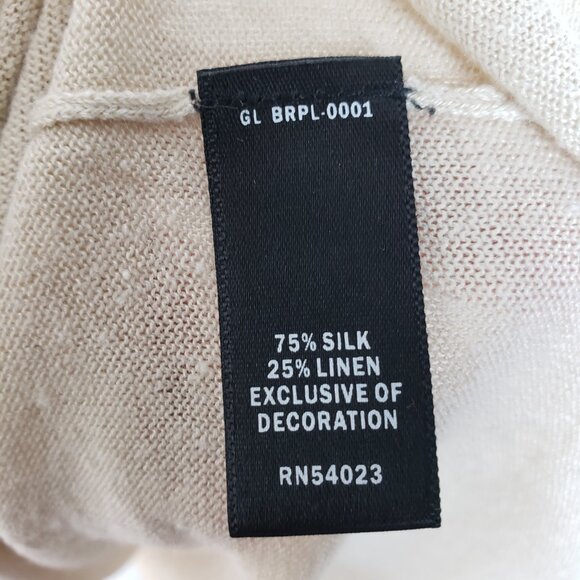 GL BRPL-0001
75% SILK
25% LINEN
EXCLUSIVE OF
DECORATION
RN54023